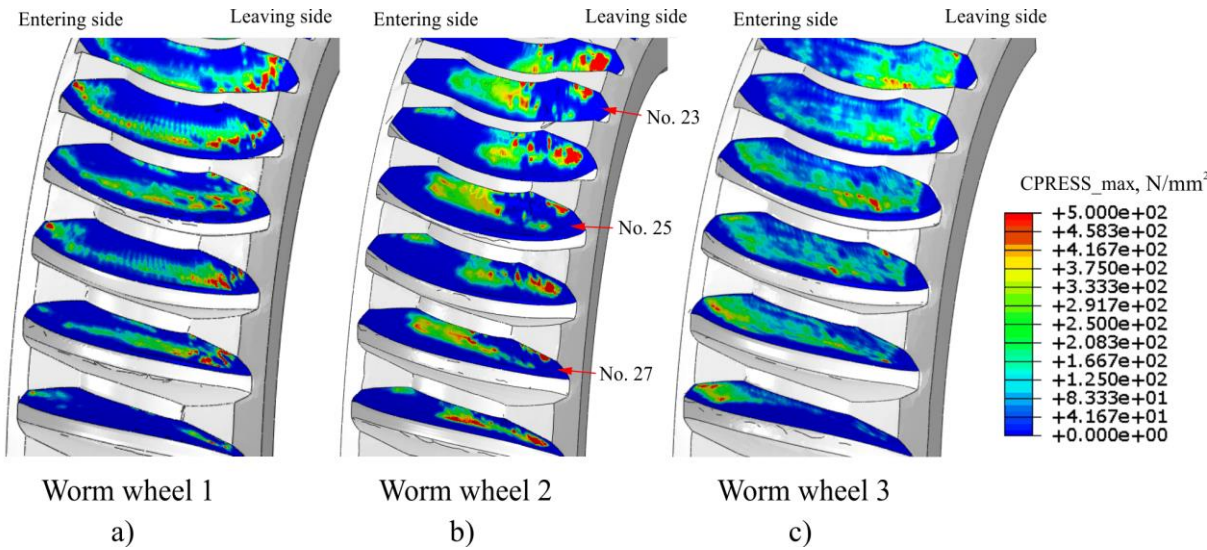 Entering side Leaving side Entering side Leaving side Entering side Leaving side
No. 23
No. 25
No. 27
CPRESS_max, N/mm²
+5.000e+02
+4.583e+02
+4.167e+02
+3.750e+02
+3.333e+02
+2.917e+02
+2.500e+02
+2.083e+02
+1.667e+02
+1.250e+02
+8.333e+01
+4.167e+01
+0.000e+00
Worm wheel 1 Worm wheel 2 Worm wheel 3
a) b) c)